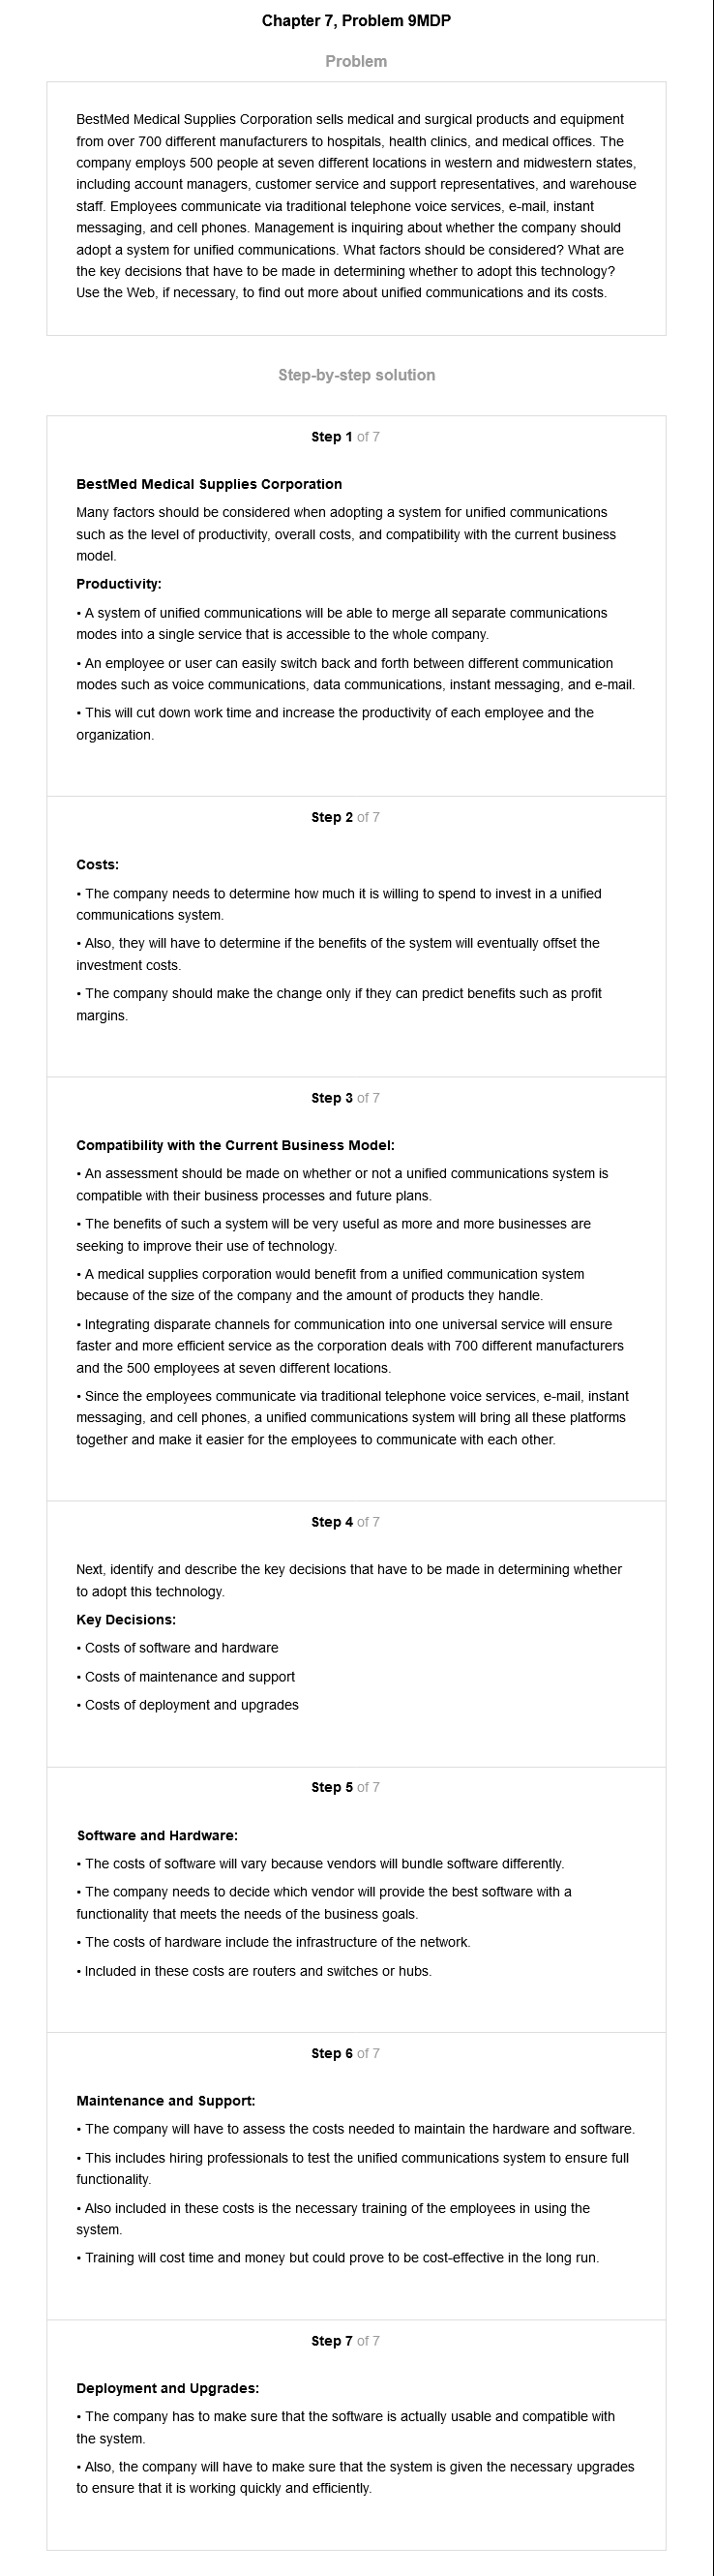 Chapter 7, Problem 9MDP
Problem
BestMed Medical Supplies Corporation sells medical and surgical products and equipment
from over 700 different manufacturers to hospitals, health clinics, and medical offices. The
company employs 500 people at seven different locations in western and midwestern states,
including account managers, customer service and support representatives, and warehouse
staff. Employees communicate via traditional telephone voice services, e-mail, instant
messaging, and cell phones. Management is inquiring about whether the company should
adopt a system for unified communications. What factors should be considered? What are
the key decisions that have to be made in determining whether to adopt this technology?
Use the Web, if necessary, to find out more about unified communications and its costs.
Step-by-step solution
Step 1 of 7
BestMed Medical Supplies Corporation
Many factors should be considered when adopting a system for unified communications
such as the level of productivity, overall costs, and compatibility with the current business
model.
Productivity:
• A system of unified communications will be able to merge all separate communications
modes into a single service that is accessible to the whole company.
• An employee or user can easily switch back and forth between different communication
modes such as voice communications, data communications, instant messaging, and e-mail.
• This will cut down work time and increase the productivity of each employee and the
organization.
Step 2 of 7
Costs:
• The company needs to determine how much it is willing to spend to invest in a unified
communications system.
• Also, they will have to determine if the benefits of the system will eventually offset the
investment costs.
• The company should make the change only if they can predict benefits such as profit
margins.
Step 3 of 7
Compatibility with the Current Business Model:
• An assessment should be made on whether or not a unified communications system is
compatible with their business processes and future plans.
• The benefits of such a system will be very useful as more and more businesses are
seeking to improve their use of technology.
• A medical supplies corporation would benefit from a unified communication system
because of the size of the company and the amount of products they handle.
• Integrating disparate channels for communication into one universal service will ensure
faster and more efficient service as the corporation deals with 700 different manufacturers
and the 500 employees at seven different locations.
• Since the employees communicate via traditional telephone voice services, e-mail, instant
messaging, and cell phones, a unified communications system will bring all these platforms
together and make it easier for the employees to communicate with each other.
Step 4 of 7
Next, identify and describe the key decisions that have to be made in determining whether
to adopt this technology.
Key Decisions:
• Costs of software and hardware
• Costs of maintenance and support
• Costs of deployment and upgrades
Step 5 of 7
Software and Hardware:
• The costs of software will vary because vendors will bundle software differently.
• The company needs to decide which vendor will provide the best software with a
functionality that meets the needs of the business goals.
• The costs of hardware include the infrastructure of the network.
• Included in these costs are routers and switches or hubs.
Step 6 of 7
Maintenance and Support:
• The company will have to assess the costs needed to maintain the hardware and software.
• This includes hiring professionals to test the unified communications system to ensure full
functionality.
• Also included in these costs is the necessary training of the employees in using the
system.
• Training will cost time and money but could prove to be cost-effective in the long run.
Step 7 of 7
Deployment and Upgrades:
• The company has to make sure that the software is actually usable and compatible with
the system.
• Also, the company will have to make sure that the system is given the necessary upgrades
to ensure that it is working quickly and efficiently.